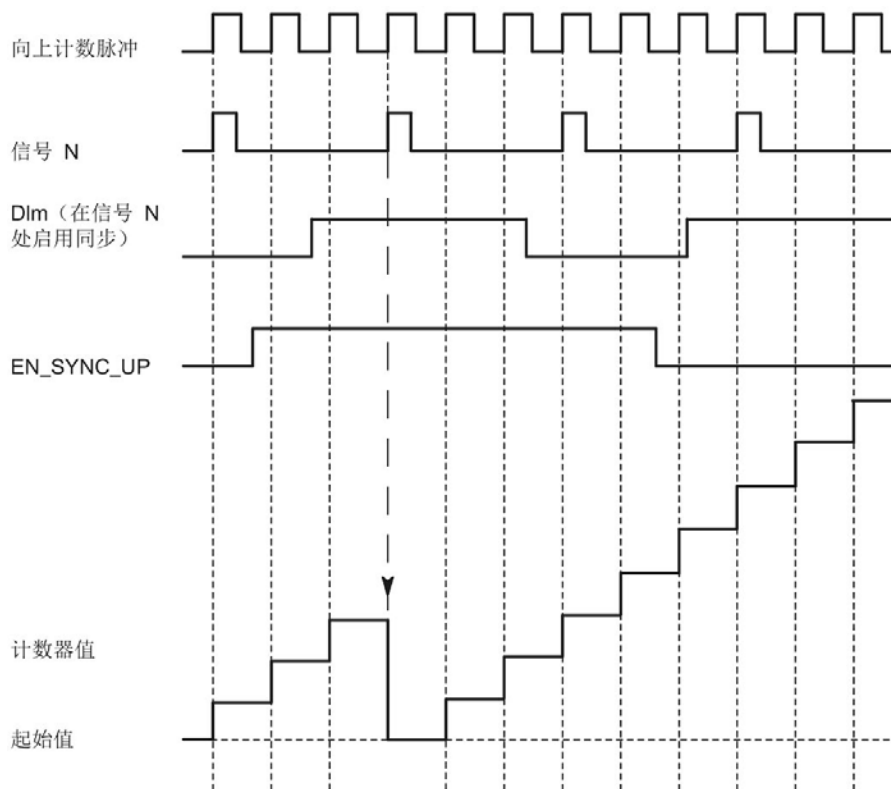 向上计数脉冲
信号 N
DIm（在信号 N
处启用同步）
EN_SYNC_UP
计数器值
起始值